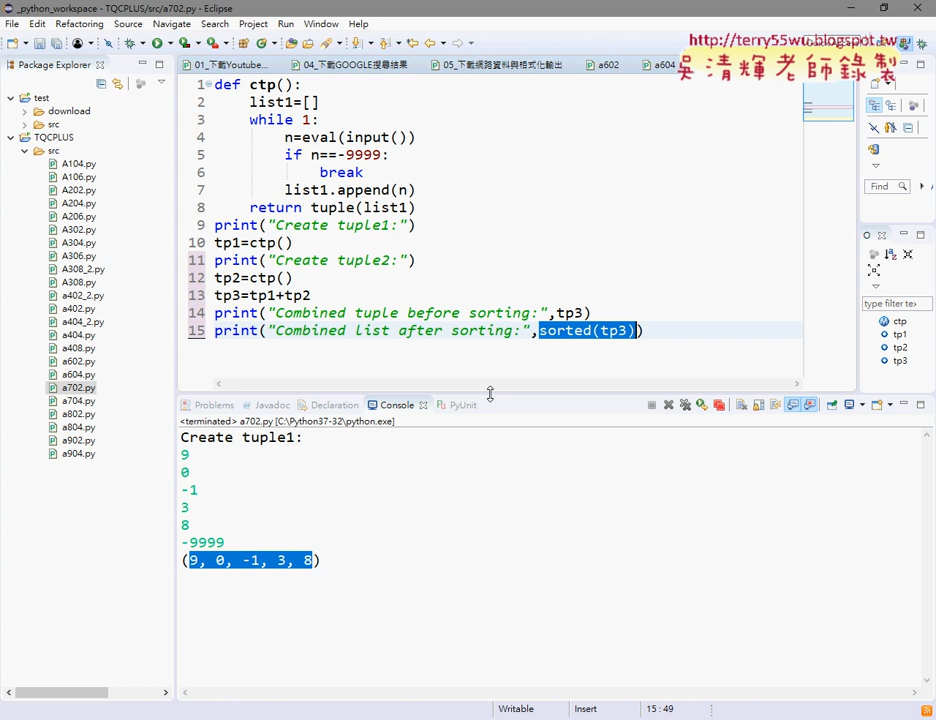 _python_workspace - TQCPLUS/src/a702.py - Eclipse
File Edit Refactoring Source Navigate Search Project Run Window Help
http://terry55wu.blogspot.tw
吳清輝老師錄製
Package Explorer
01_下載Youtube... 04_下載GOOGLE搜尋結果 05_下載網路資料與格式化輸出 a602 a604
test
download
src
TQCPLUS
src
A104.py
A106.py
A202.py
A204.py
A206.py
A302.py
A304.py
A306.py
A308_2.py
A308.py
a402_2.py
a402.py
a404_2.py
a404.py
a408.py
a602.py
a604.py
a702.py
a704.py
a802.py
a804.py
a902.py
a904.py
1 def ctp():
2 list1=[]
3 while 1:
4 n=eval(input())
5 if n==-9999:
6 break
7 list1.append(n)
8 return tuple(list1)
9 print("Create tuple1:")
10 tp1=ctp()
11 print("Create tuple2:")
12 tp2=ctp()
13 tp3=tp1+tp2
14 print("Combined tuple before sorting:",tp3)
15 print("Combined list after sorting:",sorted(tp3))
Find
type filter tex
ctp
tp1
tp2
tp3
Problems Javadoc Declaration Console PyUnit
<terminated> a702.py [C:\Python37-32\python.exe]
Create tuple1:
9
0
-1
3
8
-9999
(9, 0, -1, 3, 8)
Writable Insert 15:49